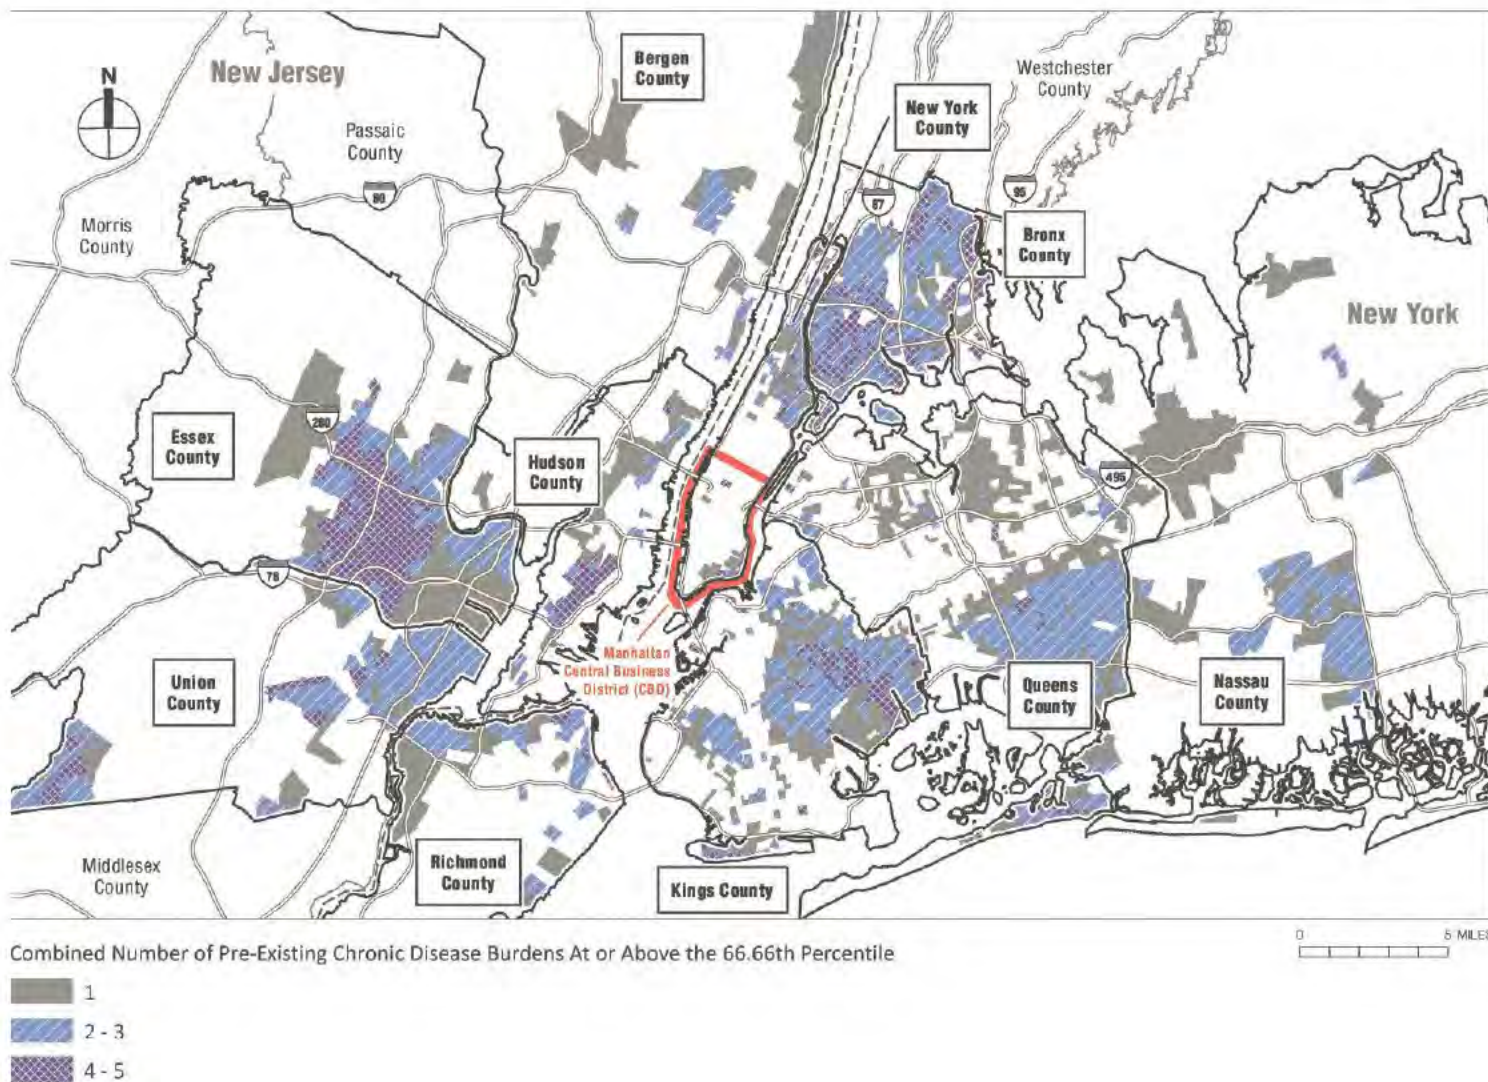 N
New Jersey
Passaic
County
Morris
County
80
Bergen
County
New York
County
Westchester
County
87
95
Bronx
County
New York
Essex
County
280
Hudson
County
495
78
Union
County
Manhattan
Central Business
District (CBD)
Queens
County
Nassau
County
Middlesex
County
Richmond
County
Kings County
Combined Number of Pre-Existing Chronic Disease Burdens At or Above the 66.66th Percentile
0 5 MILES
1
2 - 3
4 - 5